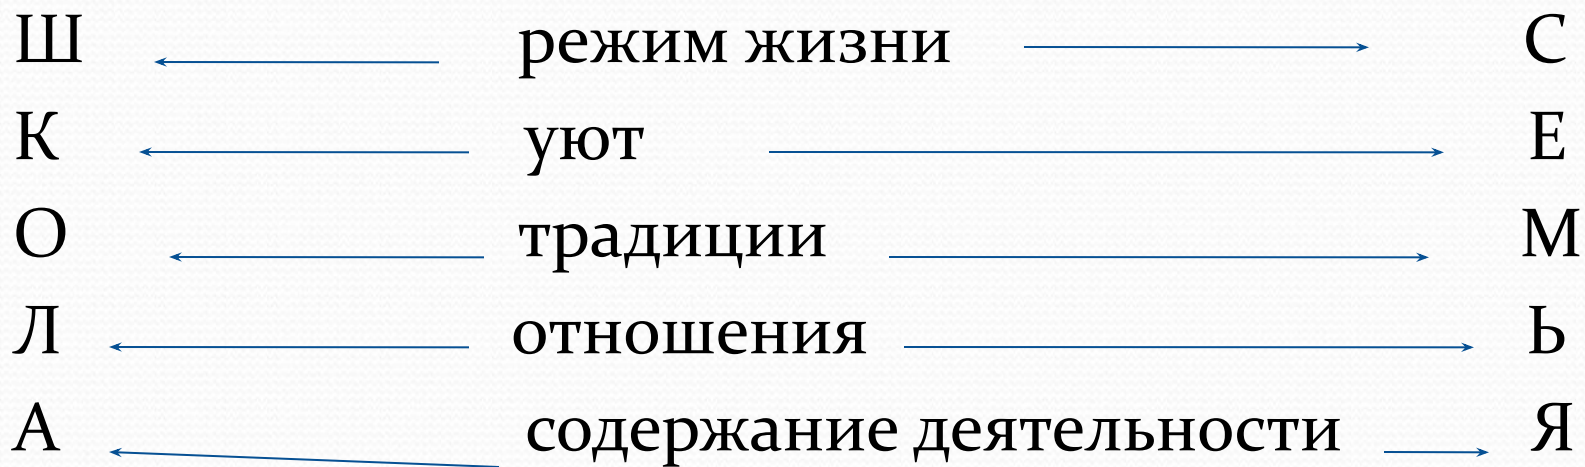 Ш режим жизни С
К уют Е
О традиции М
Л отношения Ь
А содержание деятельности Я